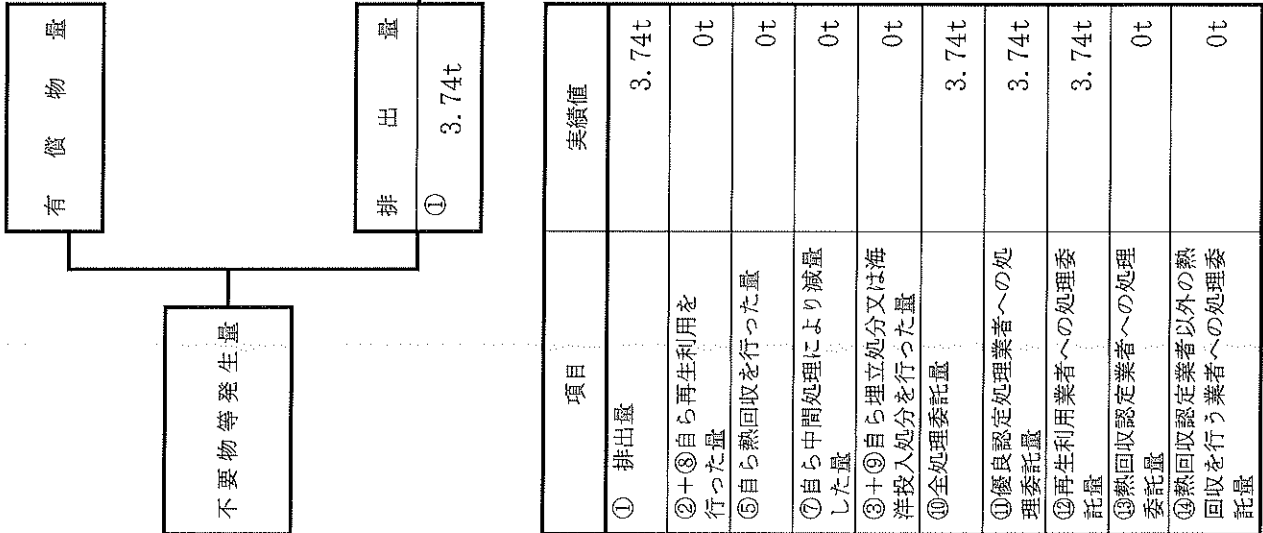 不要物等発生量
有償物量
排出量
① 3.74t
項目 実績値
① 排出量 3.74t
②+⑧自ら再生利用を
行った量 0t
⑤自ら熱回収を行った量 0t
⑦自ら中間処理により減量
した量 0t
③+⑨自ら埋立処分又は海
洋投入処分を行った量 0t
⑩全処理委託量 3.74t
⑪優良認定処理業者への処
理委託量 3.74t
⑫再生利用業者への処理委
託量 3.74t
⑬熱回収認定業者への処理
委託量 0t
⑭熱回収認定業者以外の熱
回収を行う業者への処理委
託量 0t